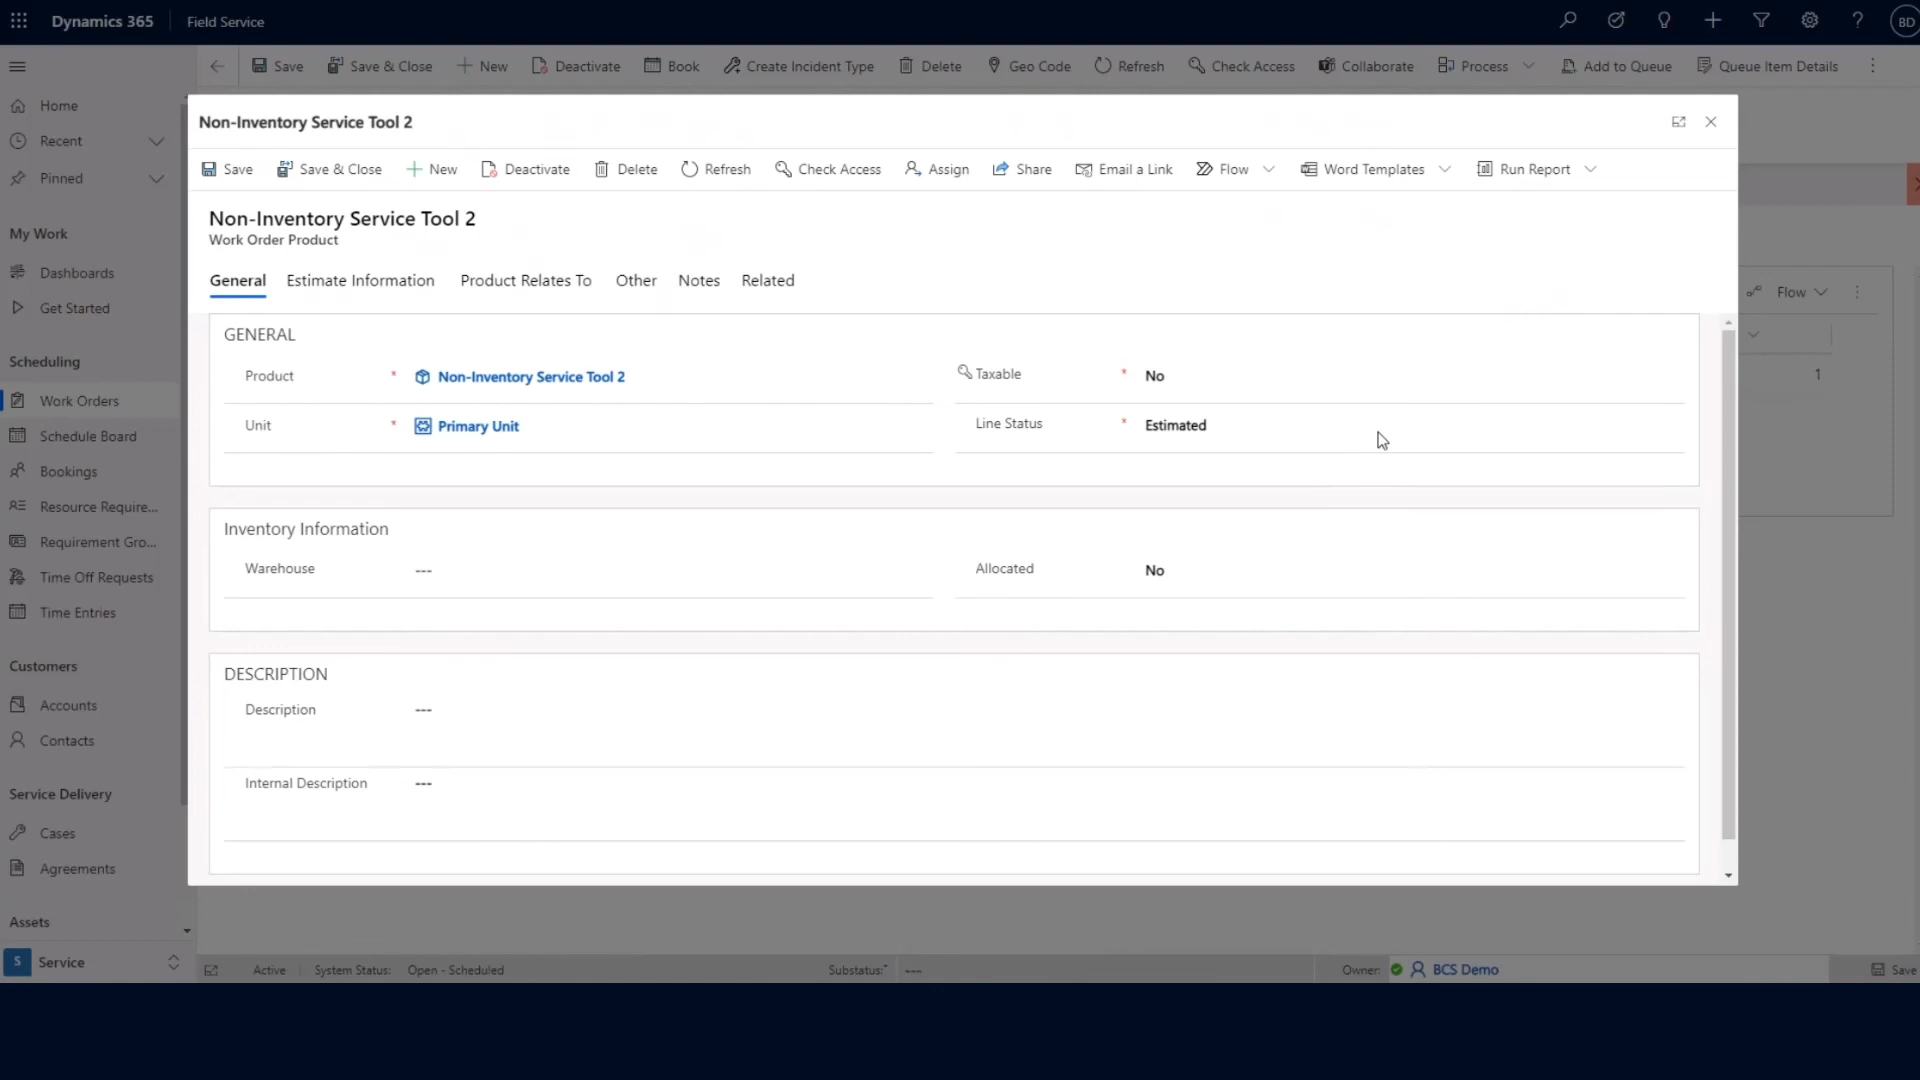 Dynamics 365
Field Service
BD
Save
Save & Close
New
Deactivate
Book
Create Incident Type
Delete
Geo Code
Refresh
Check Access
Collaborate
Process
Add to Queue
Queue Item Details
Home
Recent
Pinned
My Work
Dashboards
Get Started
Scheduling
Work Orders
Schedule Board
Bookings
Resource Require...
Requirement Gro...
Time Off Requests
Time Entries
Customers
Accounts
Contacts
Service Delivery
Cases
Agreements
Assets
S Service
Non-Inventory Service Tool 2
Save
Save & Close
New
Deactivate
Delete
Refresh
Check Access
Assign
Share
Email a Link
Flow
Word Templates
Run Report
Non-Inventory Service Tool 2
Work Order Product
General
Estimate Information
Product Relates To
Other
Notes
Related
GENERAL
Product * Non-Inventory Service Tool 2
Taxable * No
Unit * Primary Unit
Line Status * Estimated
Inventory Information
Warehouse ---
Allocated No
DESCRIPTION
Description ---
Internal Description ---
Flow
1
Active
System Status: Open - Scheduled
Substatus:* ---
Owner: BCS Demo
Save